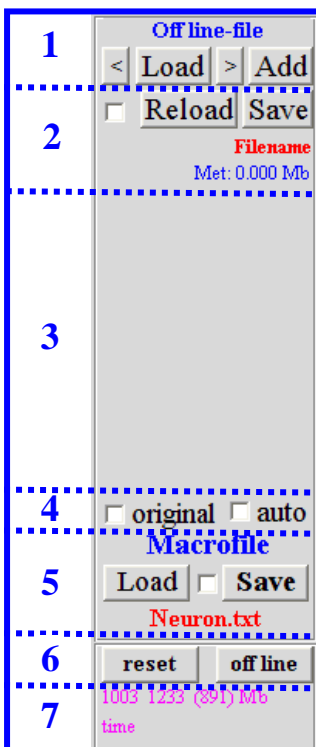 1
Off line-file
< Load > Add
2
Reload Save
Filename
Met: 0.000 Mb
3
4
original auto
Macrofile
5
Load Save
Neuron.txt
6
reset off line
7
1003 1233 (891) Mb
time